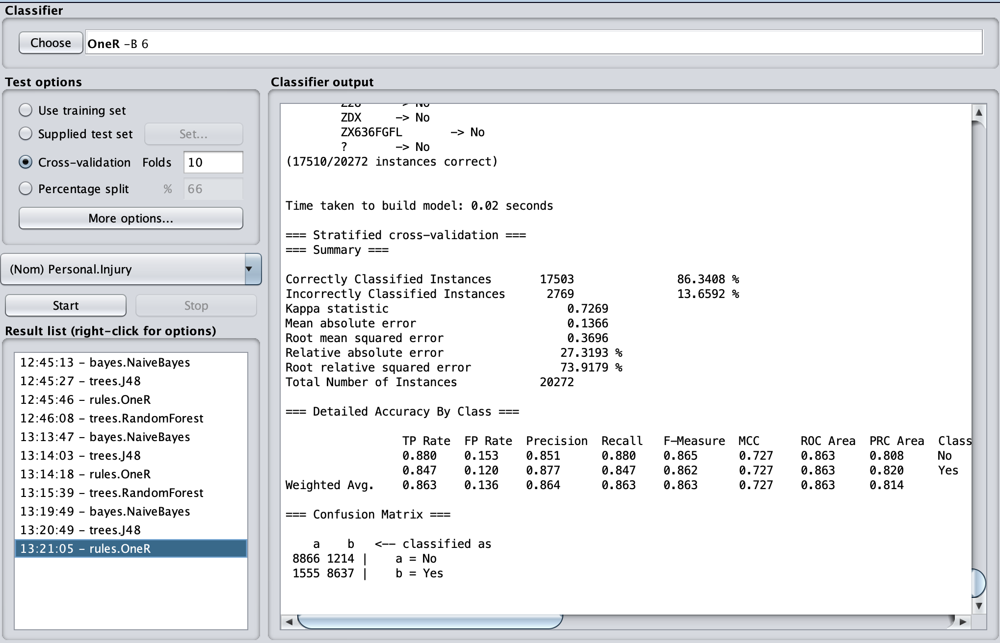 Classifier
Choose OneR -B 6
Test options
Use training set
Supplied test set Set...
Cross-validation Folds 10
Percentage split % 66
More options...
(Nom) Personal.Injury
Start Stop
Result list (right-click for options)
12:45:13 - bayes.NaiveBayes
12:45:27 - trees.J48
12:45:46 - rules.OneR
12:46:08 - trees.RandomForest
13:13:47 - bayes.NaiveBayes
13:14:03 - trees.J48
13:14:18 - rules.OneR
13:15:39 - trees.RandomForest
13:19:49 - bayes.NaiveBayes
13:20:49 - trees.J48
13:21:05 - rules.OneR
Classifier output
-> No
ZDX -> No
ZX636FGFL -> No
? -> No
(17510/20272 instances correct)
Time taken to build model: 0.02 seconds
=== Stratified cross-validation ===
=== Summary ===
Correctly Classified Instances 17503 86.3408 %
Incorrectly Classified Instances 2769 13.6592 %
Kappa statistic 0.7269
Mean absolute error 0.1366
Root mean squared error 0.3696
Relative absolute error 27.3193 %
Root relative squared error 73.9179 %
Total Number of Instances 20272
=== Detailed Accuracy By Class ===
TP Rate FP Rate Precision Recall F-Measure MCC ROC Area PRC Area Class
0.880 0.153 0.851 0.880 0.865 0.727 0.863 0.808 No
0.847 0.120 0.877 0.847 0.862 0.727 0.863 0.820 Yes
Weighted Avg. 0.863 0.136 0.864 0.863 0.863 0.727 0.863 0.814
=== Confusion Matrix ===
a b <-- classified as
8866 1214 | a = No
1555 8637 | b = Yes